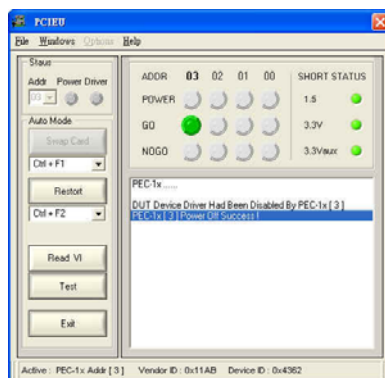 PCIEU
File Windows Options Help
Staus
Addr Power Driver
03
Auto Mode
Swap Card
Ctrl + F1
Restort
Ctrl + F2
Read VI
Test
Exit
ADDR 03 02 01 00
POWER
GO
NOGO
SHORT STATUS
1.5
3.3V
3.3Vaux
PEC-1x ......
DUT Device Driver Had Been Disabled By PEC-1x [ 3 ]
PEC-1x [ 3 ] Power Off Success !
Active : PEC-1x Addr [ 3 ] Vendor ID : 0x11AB Device ID : 0x4362